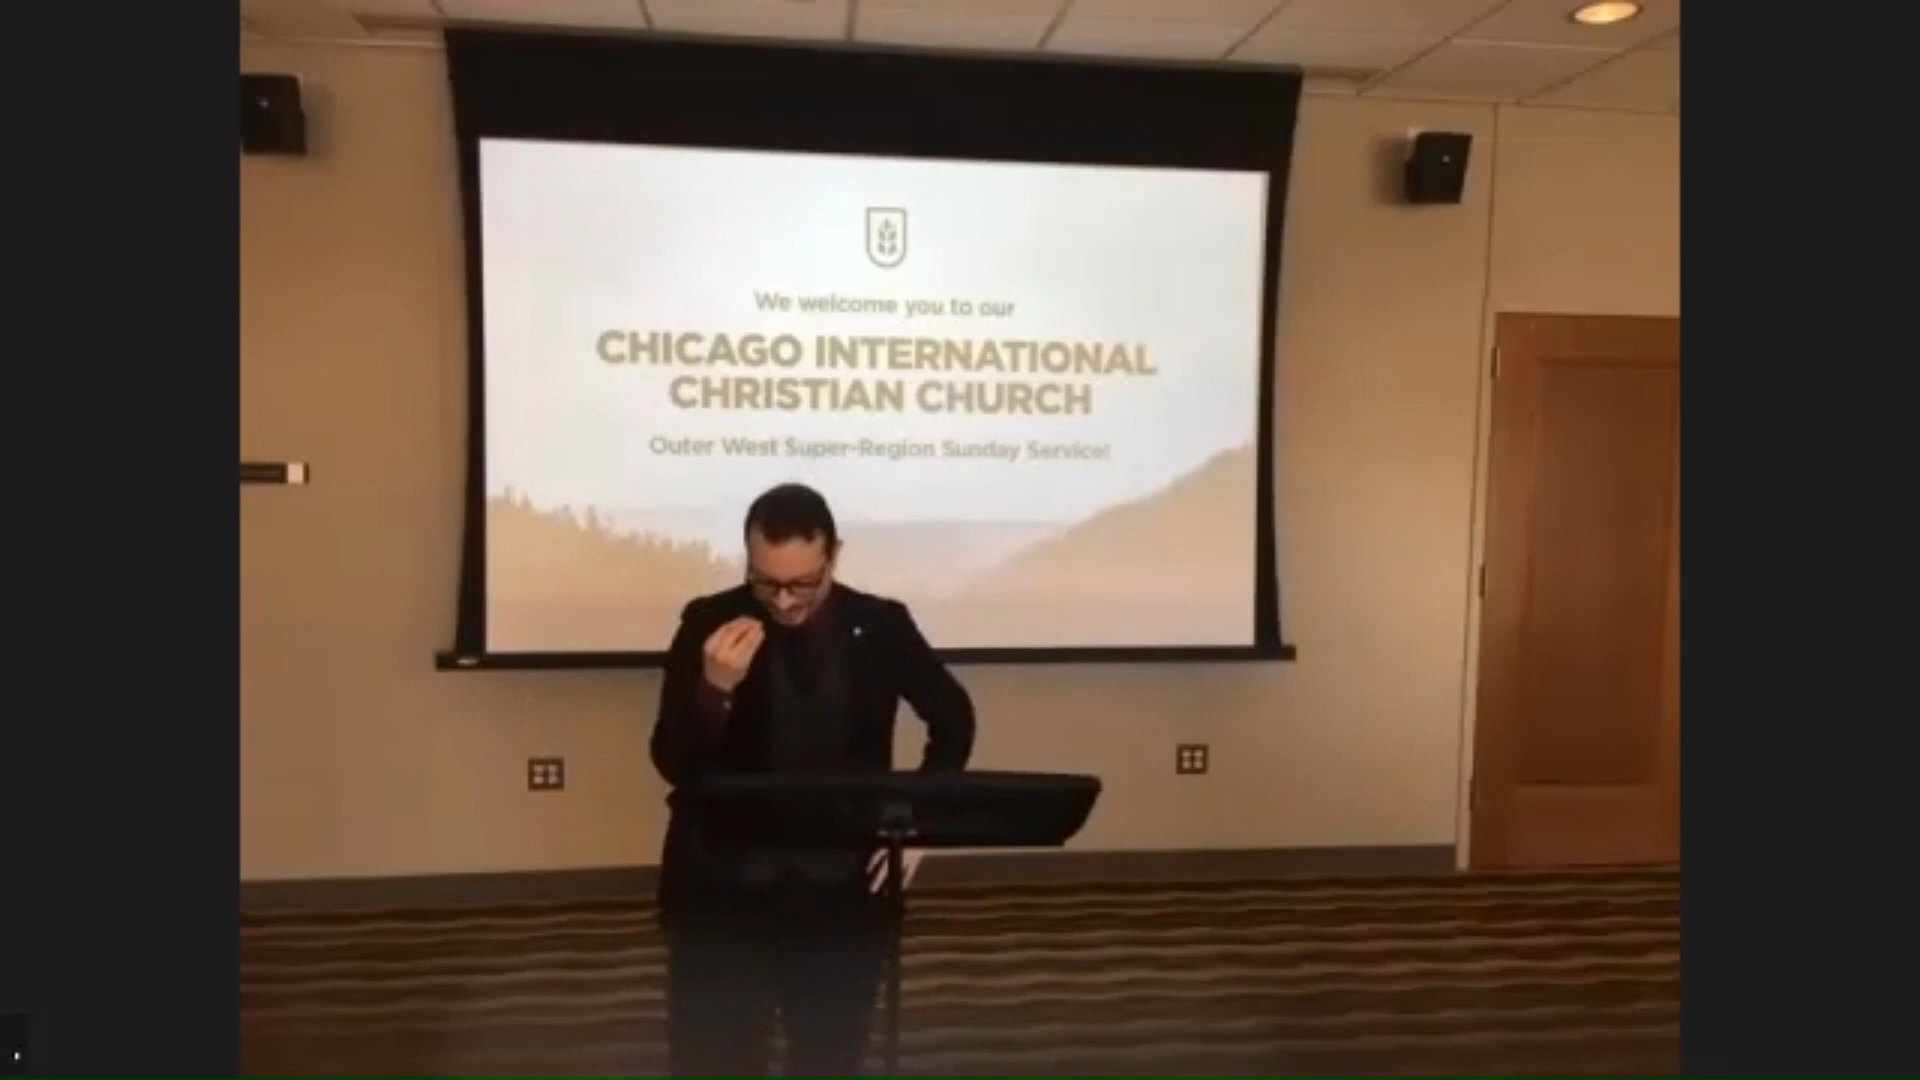 We welcome you to our
CHICAGO INTERNATIONAL
CHRISTIAN CHURCH
Outer West Super-Region Sunday Service!